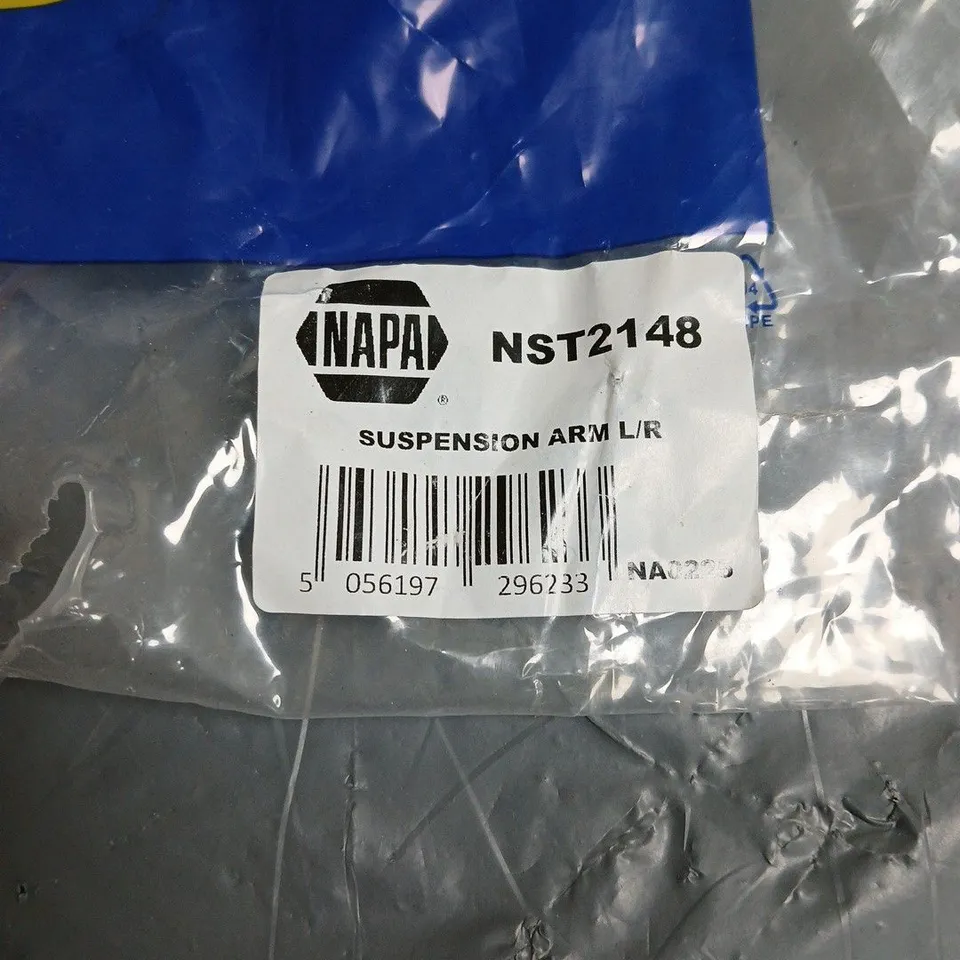 NAPA
®
NST2148
SUSPENSION ARM L/R
5 056197 296233